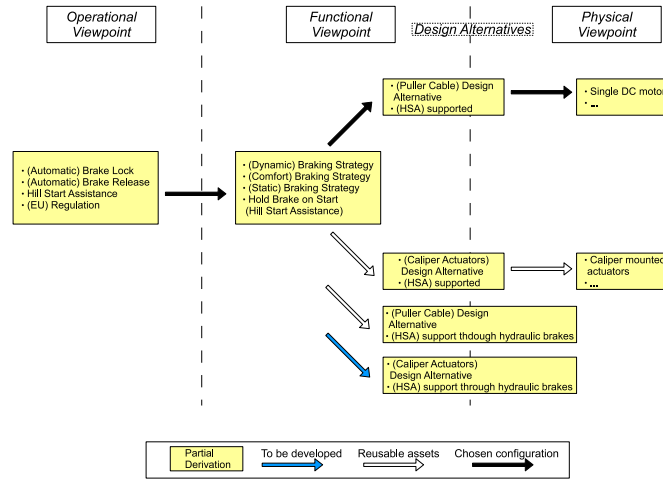 Operational
Viewpoint
Functional
Viewpoint
Design Alternatives
Physical
Viewpoint
• (Puller Cable) Design
Alternative
• (HSA) supported
• Single DC motor
• ...
• (Automatic) Brake Lock
• (Automatic) Brake Release
• Hill Start Assistance
• (EU) Regulation
• (Dynamic) Braking Strategy
• (Comfort) Braking Strategy
• (Static) Braking Strategy
• Hold Brake on Start
(Hill Start Assistance)
• (Caliper Actuators)
Design Alternative
• (HSA) supported
• Caliper mounted
actuators
• ...
• (Puller Cable) Design
Alternative
• (HSA) support thdough hydraulic brakes
• (Caliper Actuators)
Design Alternative
• (HSA) support through hydraulic brakes
Partial
Derivation
To be developed
Reusable assets
Chosen configuration